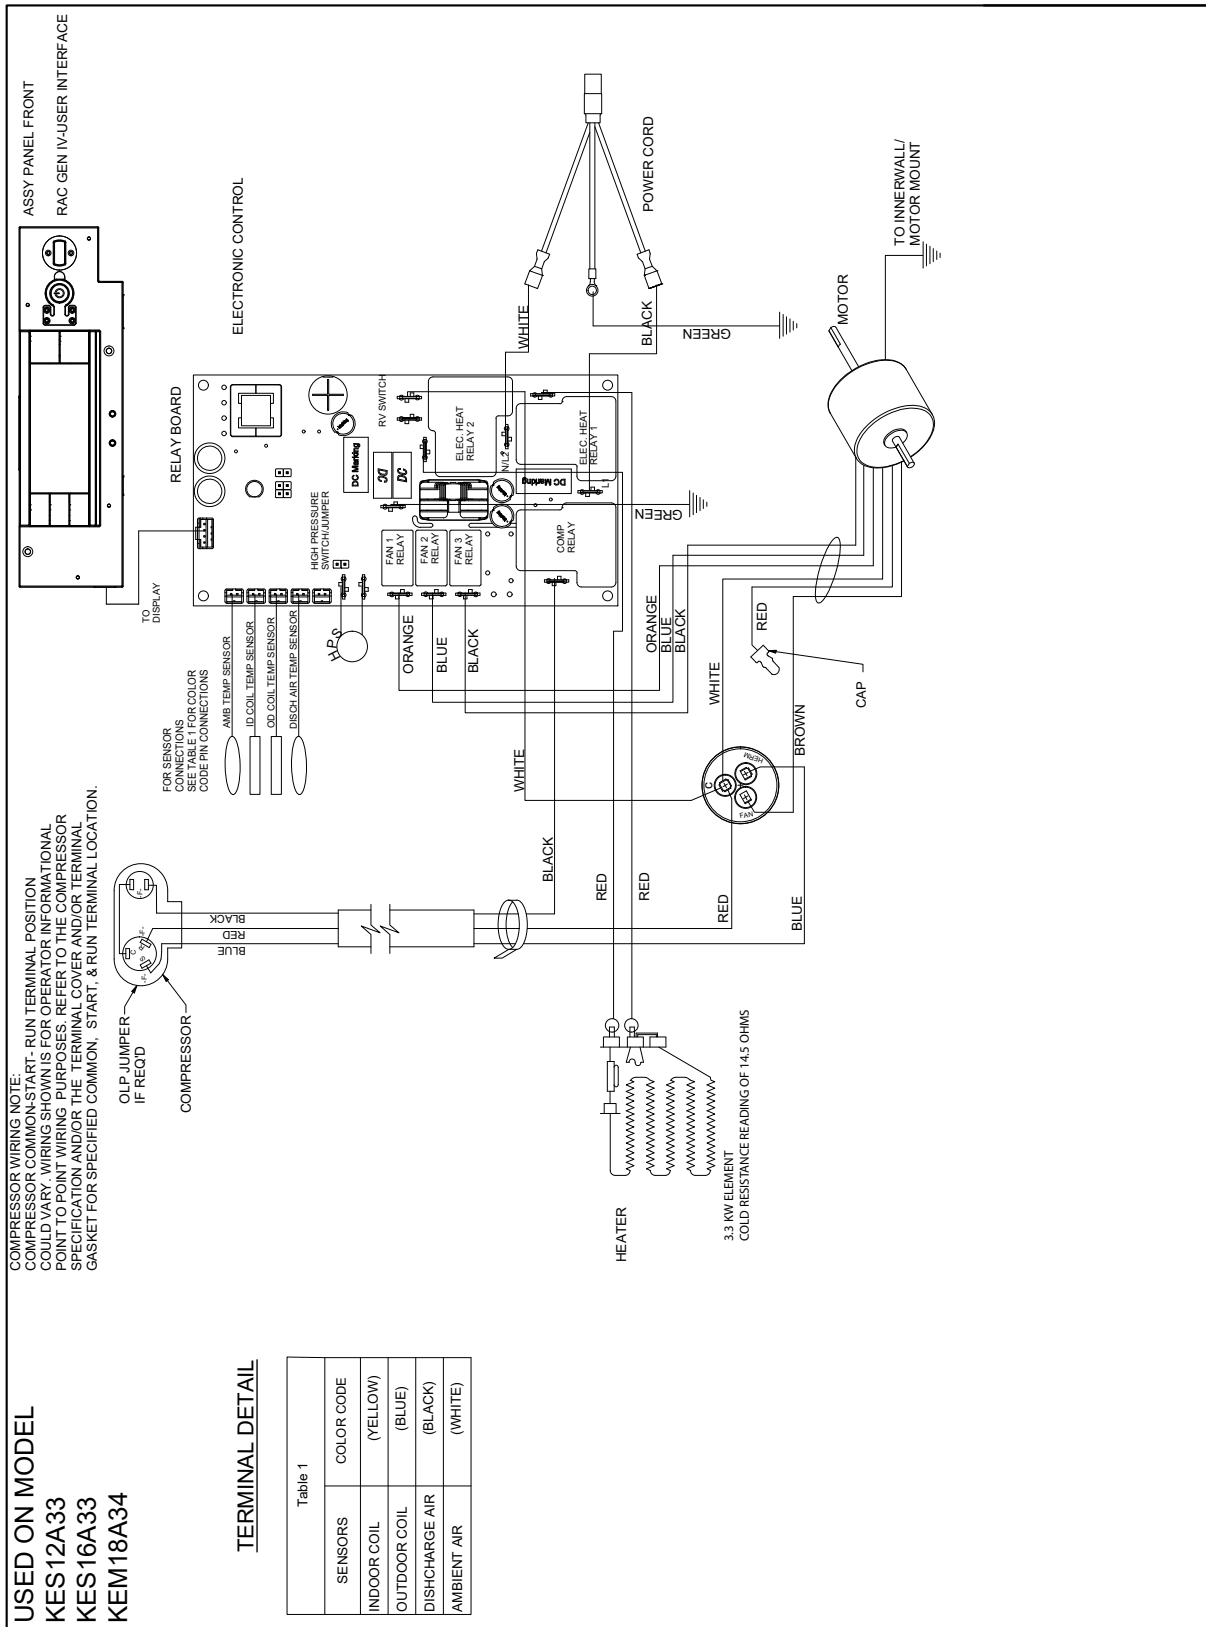 USED ON MODEL
KES12A33
KES16A33
KEM18A34
TERMINAL DETAIL
Table 1
SENSORS COLOR CODE
INDOOR COIL (YELLOW)
OUTDOOR COIL (BLUE)
DISHCHARGE AIR (BLACK)
AMBIENT AIR (WHITE)
COMPRESSOR WIRING NOTE:
COMPRESSOR COMMON-START- RUN TERMINAL POSITION
COULD VARY. WIRING SHOWN IS FOR OPERATOR INFORMATIONAL
POINT TO POINT WIRING PURPOSES. REFER TO THE COMPRESSOR
SPECIFICATION AND/OR THE TERMINAL COVER AND/OR TERMINAL
GASKET FOR SPECIFIED COMMON, START, & RUN TERMINAL LOCATION.
OLP JUMPER
IF REQ'D
COMPRESSOR
C
R
S
-F-
-F-
-F-
BLACK
RED
BLUE
HEATER
3.3 KW ELEMENT
COLD RESISTANCE READING OF 14.5 OHMS
FOR SENSOR
CONNECTIONS
SEE TABLE 1 FOR COLOR
CODE PIN CONNECTIONS
AMB TEMP SENSOR
ID COIL TEMP SENSOR
OD COIL TEMP SENSOR
DISCH AIR TEMP SENSOR
H.P.S
ORANGE
BLUE
BLACK
WHITE
BLACK
RED
RED
RED
BLUE
C
HERM
FAN
WHITE
BROWN
ORANGE
BLUE
BLACK
RED
CAP
TO
DISPLAY
ASSY PANEL FRONT
RAC GEN IV-USER INTERFACE
RELAY BOARD
ELECTRONIC CONTROL
HIGH PRESSURE
SWITCH/JUMPER
DC Marking
DC
DC
RV SWITCH
FAN 1
RELAY
FAN 2
RELAY
FAN 3
RELAY
ELEC. HEAT
RELAY 2
N/L2
DC Marking
ELEC. HEAT
RELAY 1
L1
COMP
RELAY
GREEN
WHITE
BLACK
GREEN
POWER CORD
MOTOR
TO INNERWALL/
MOTOR MOUNT